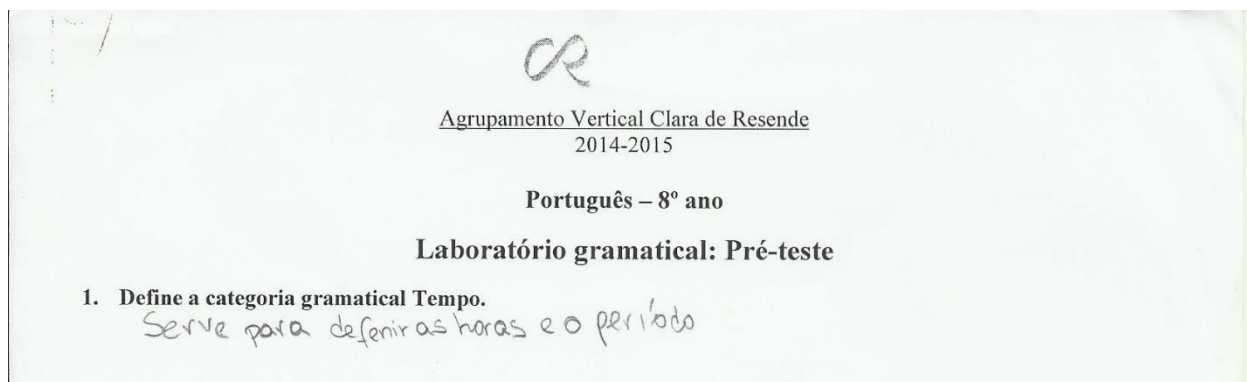 CR
Agrupamento Vertical Clara de Resende
2014-2015
Português – 8º ano
Laboratório gramatical: Pré-teste
1. Define a categoria gramatical Tempo.
Serve para defenir as horas e o período